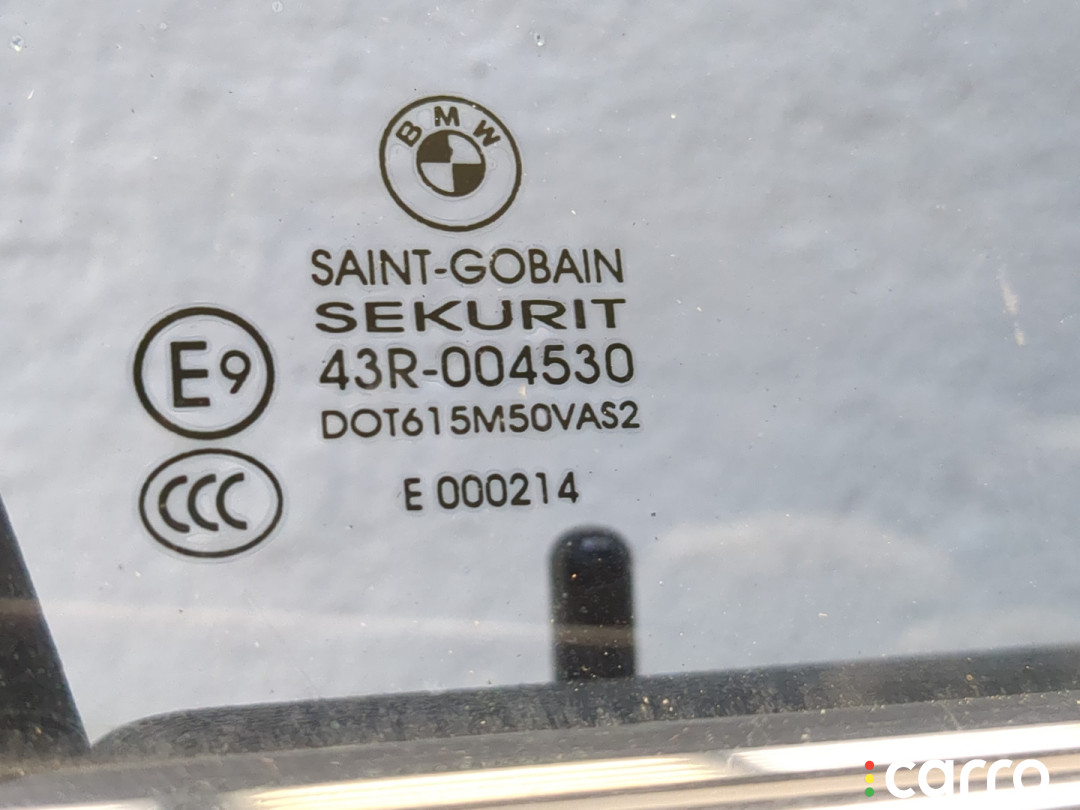 BMW
SAINT-GOBAIN
SEKURIT
E9
43R-004530
DOT615M50VAS2
CCC
E 000214
carro